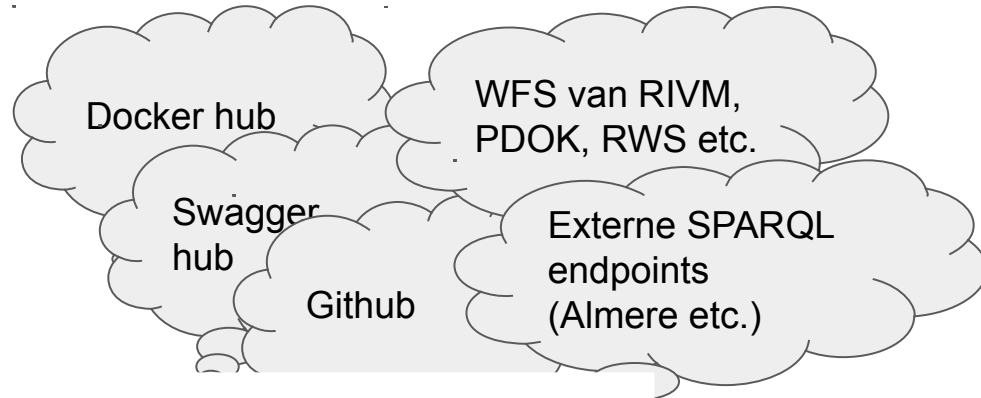 Docker hub
WFS van RIVM,
PDOK, RWS etc.
Swagger
hub
Externe SPARQL
endpoints
(Almere etc.)
Github